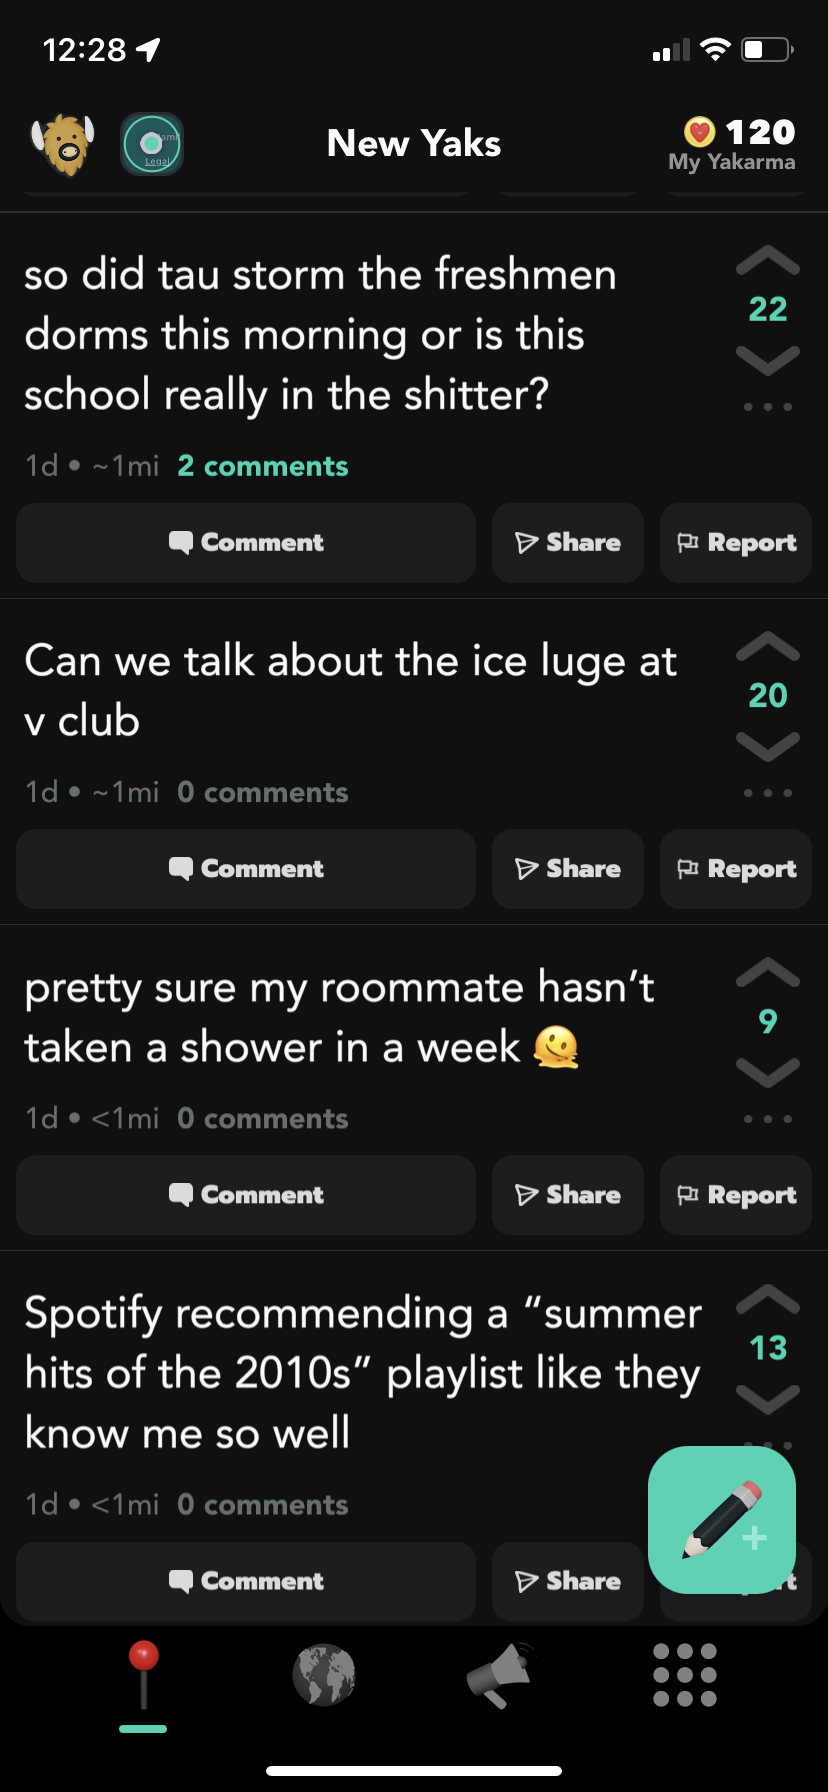 12:28
New Yaks
120
My Yakarma
Legal
so did tau storm the freshmen
dorms this morning or is this
school really in the shitter?
22
1d • ~1mi 2 comments
Comment Share Report
Can we talk about the ice luge at
v club
20
1d • ~1mi 0 comments
Comment Share Report
pretty sure my roommate hasn’t
taken a shower in a week 🫠
9
1d • <1mi 0 comments
Comment Share Report
Spotify recommending a “summer
hits of the 2010s” playlist like they
know me so well
13
1d • <1mi 0 comments
Comment Share